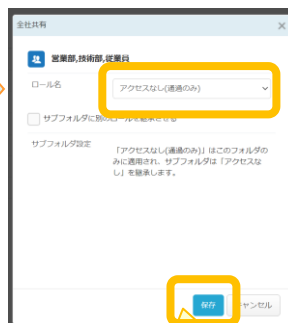 全社共有
×
営業部,技術部,従業員
ロール名
アクセスなし(通過のみ)
サブフォルダに別のロールを継承させる
サブフォルダ設定
「アクセスなし(通過のみ)」はこのフォルダの
みに適用され、サブフォルダは「アクセスな
し」を継承します。
保存
キャンセル